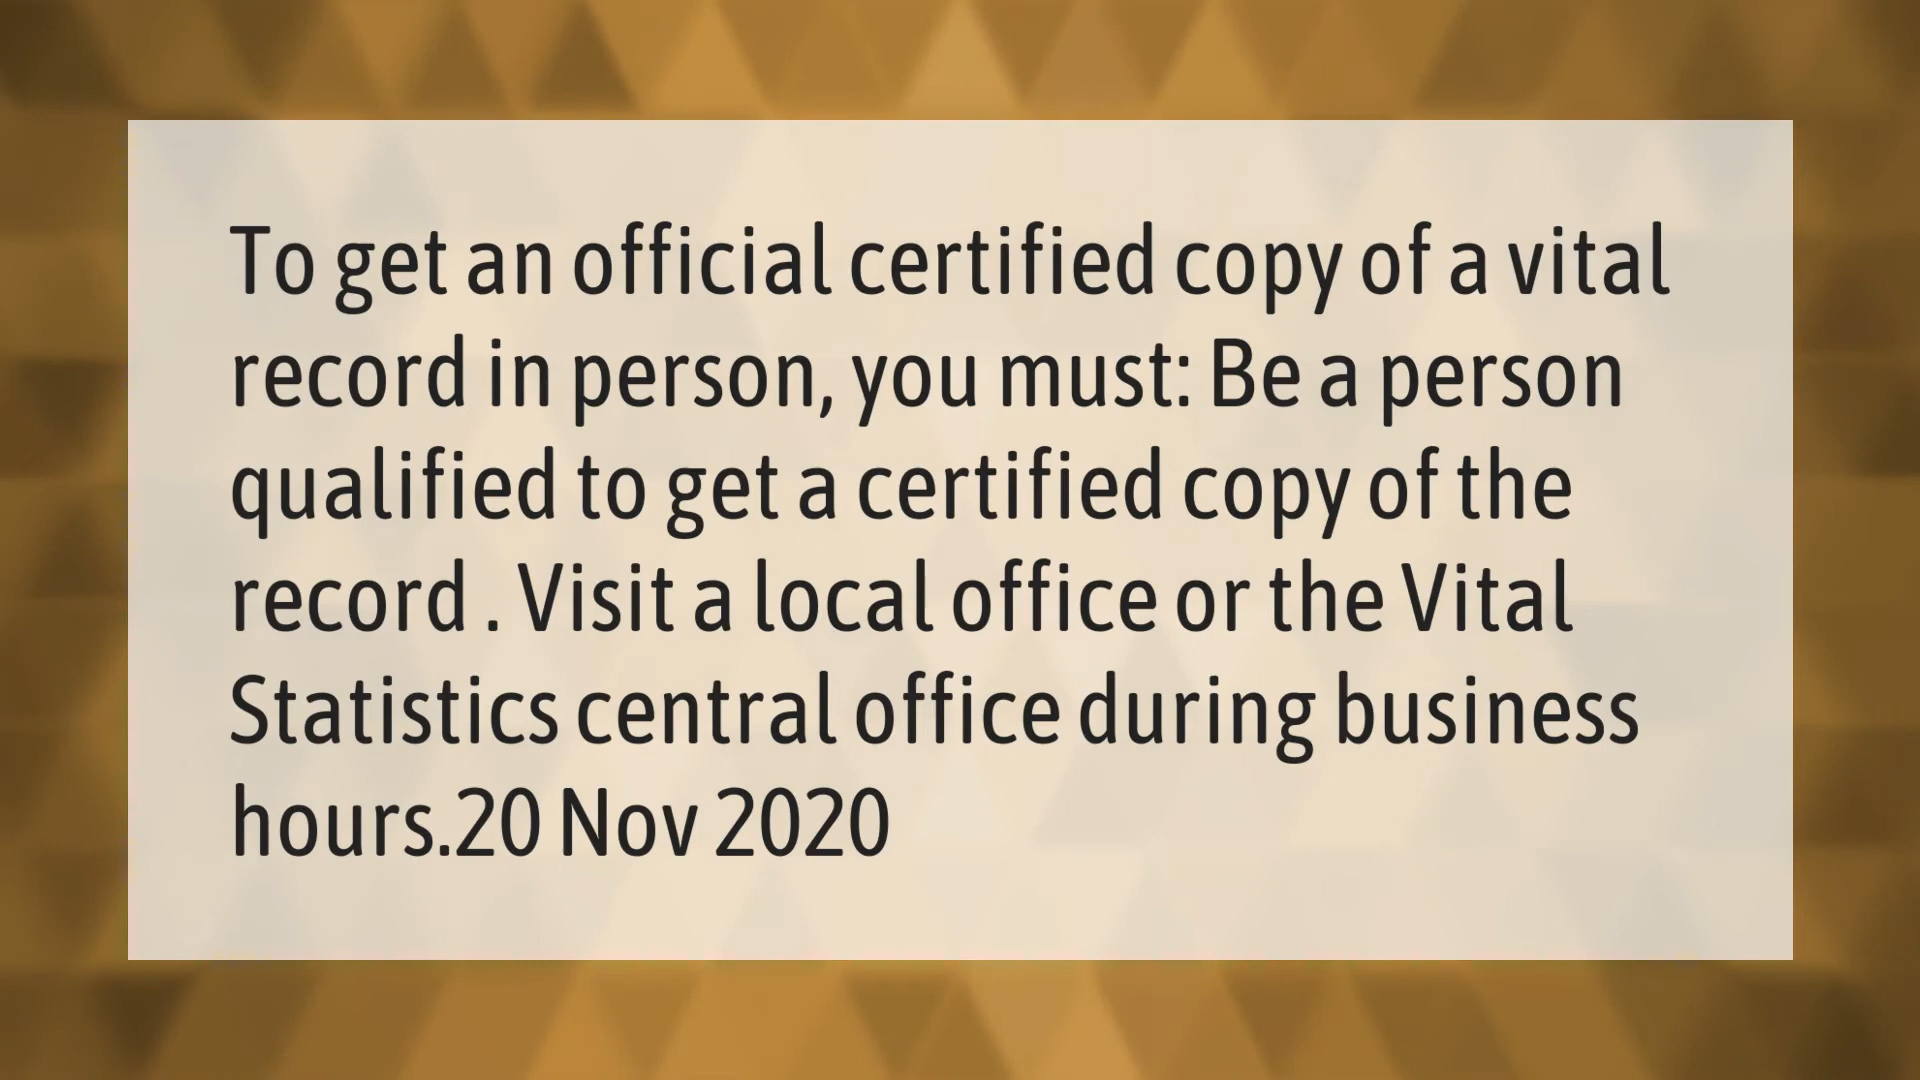 To get an official certified copy of a vital
record in person, you must: Be a person
qualified to get a certified copy of the
record . Visit a local office or the Vital
Statistics central office during business
hours.20 Nov 2020